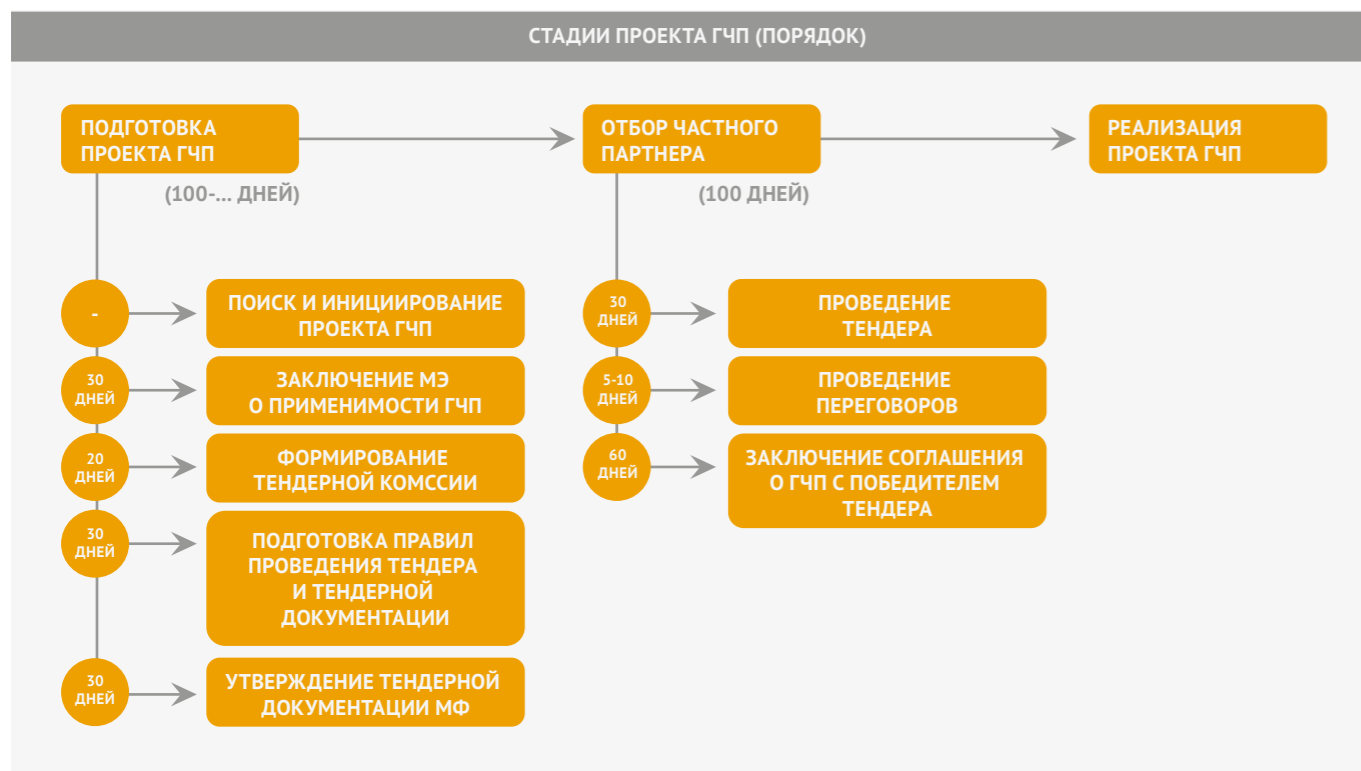 СТАДИИ ПРОЕКТА ГЧП (ПОРЯДОК)
ПОДГОТОВКА
ПРОЕКТА ГЧП
(100-... ДНЕЙ)
-
ПОИСК И ИНИЦИИРОВАНИЕ
ПРОЕКТА ГЧП
30
ДНЕЙ
ЗАКЛЮЧЕНИЕ МЭ
О ПРИМЕНИМОСТИ ГЧП
20
ДНЕЙ
ФОРМИРОВАНИЕ
ТЕНДЕРНОЙ КОМССИИ
30
ДНЕЙ
ПОДГОТОВКА ПРАВИЛ
ПРОВЕДЕНИЯ ТЕНДЕРА
И ТЕНДЕРНОЙ
ДОКУМЕНТАЦИИ
30
ДНЕЙ
УТВЕРЖДЕНИЕ ТЕНДЕРНОЙ
ДОКУМЕНТАЦИИ МФ
ОТБОР ЧАСТНОГО
ПАРТНЕРА
(100 ДНЕЙ)
30
ДНЕЙ
ПРОВЕДЕНИЕ
ТЕНДЕРА
5-10
ДНЕЙ
ПРОВЕДЕНИЕ
ПЕРЕГОВОРОВ
60
ДНЕЙ
ЗАКЛЮЧЕНИЕ СОГЛАШЕНИЯ
О ГЧП С ПОБЕДИТЕЛЕМ
ТЕНДЕРА
РЕАЛИЗАЦИЯ
ПРОЕКТА ГЧП